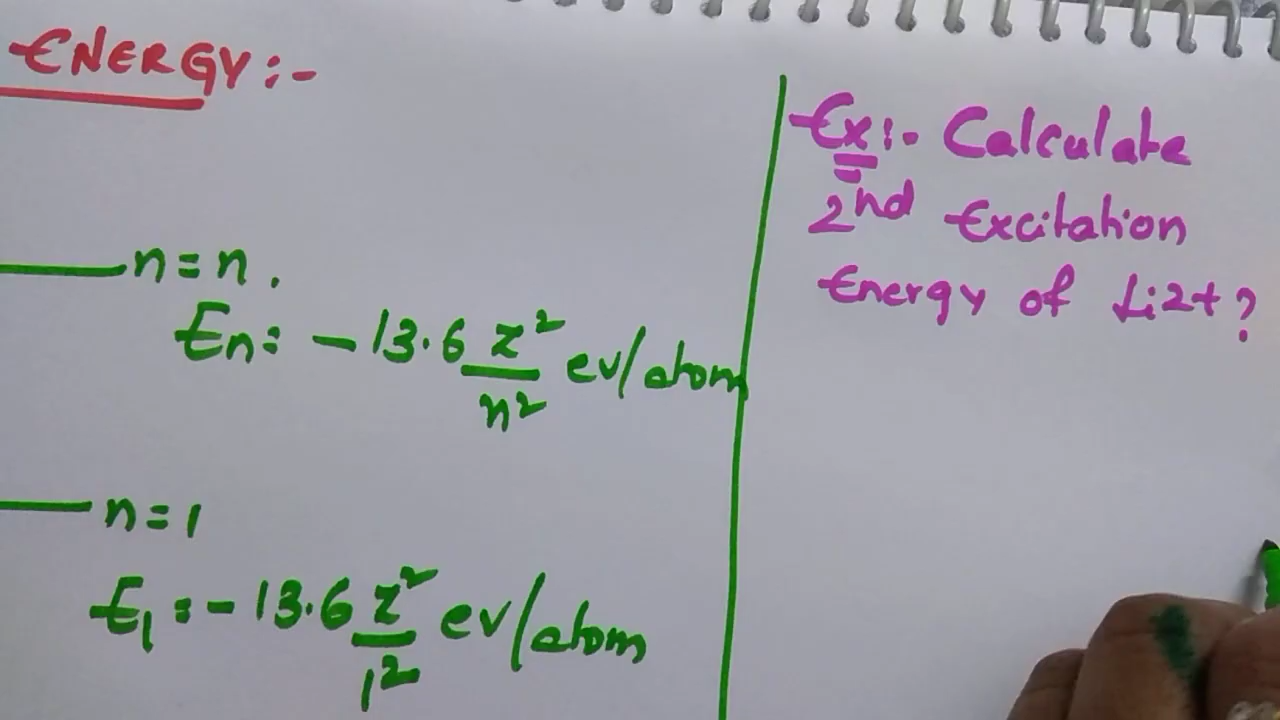 ENERGY:-
n=n.
En= -13.6 z²/n² ev/atom
n=1
E₁=-13.6 z²/1² ev/atom
Ex:- Calculate
2nd Excitation
Energy of Li2+?